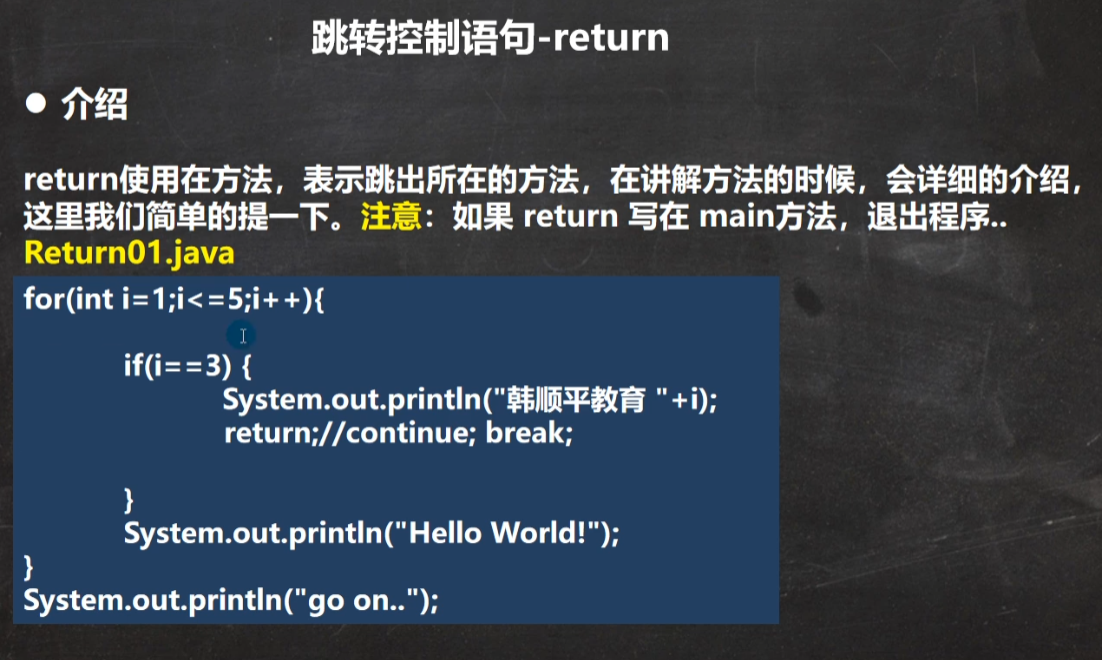 跳转控制语句-return
● 介绍
return使用在方法，表示跳出所在的方法，在讲解方法的时候，会详细的介绍，
这里我们简单的提一下。注意：如果 return 写在 main方法，退出程序..
Return01.java
for(int i=1;i<=5;i++){
if(i==3) {
System.out.println("韩顺平教育 "+i);
return;//continue; break;
}
System.out.println("Hello World!");
}
System.out.println("go on..");